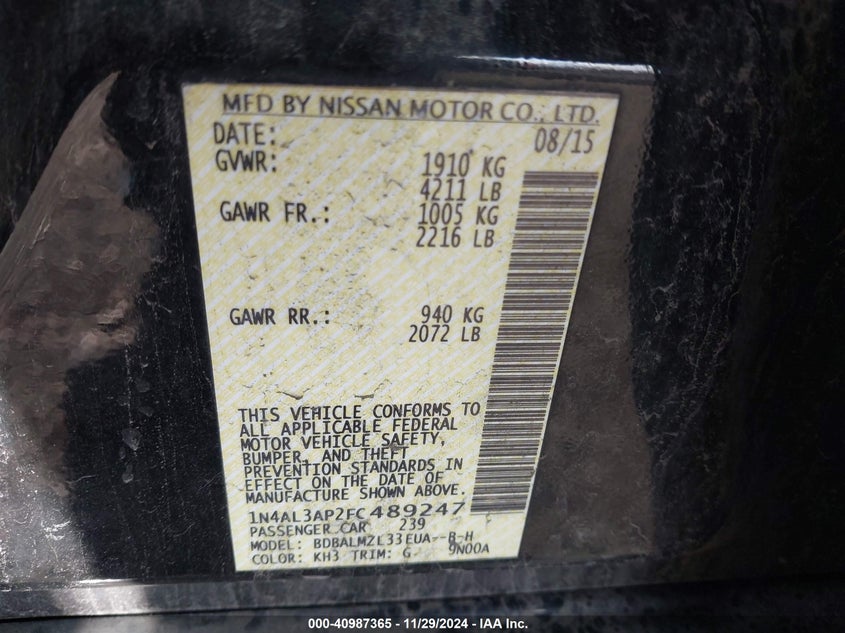 MFD BY NISSAN MOTOR CO., LTD.
DATE: 08/15
GVWR: 1910 KG
4211 LB
GAWR FR.: 1005 KG
2216 LB
GAWR RR.: 940 KG
2072 LB
THIS VEHICLE CONFORMS TO
ALL APPLICABLE FEDERAL
MOTOR VEHICLE SAFETY,
BUMPER, AND THEFT
PREVENTION STANDARDS IN
EFFECT ON THE DATE OF
MANUFACTURE SHOWN ABOVE.
1N4AL3AP2FC489247
PASSENGER CAR 239
MODEL: BDBALMZL33EUA--B-H
COLOR: KH3 TRIM: G 9N00A
000-40987365 - 11/29/2024 - IAA Inc.